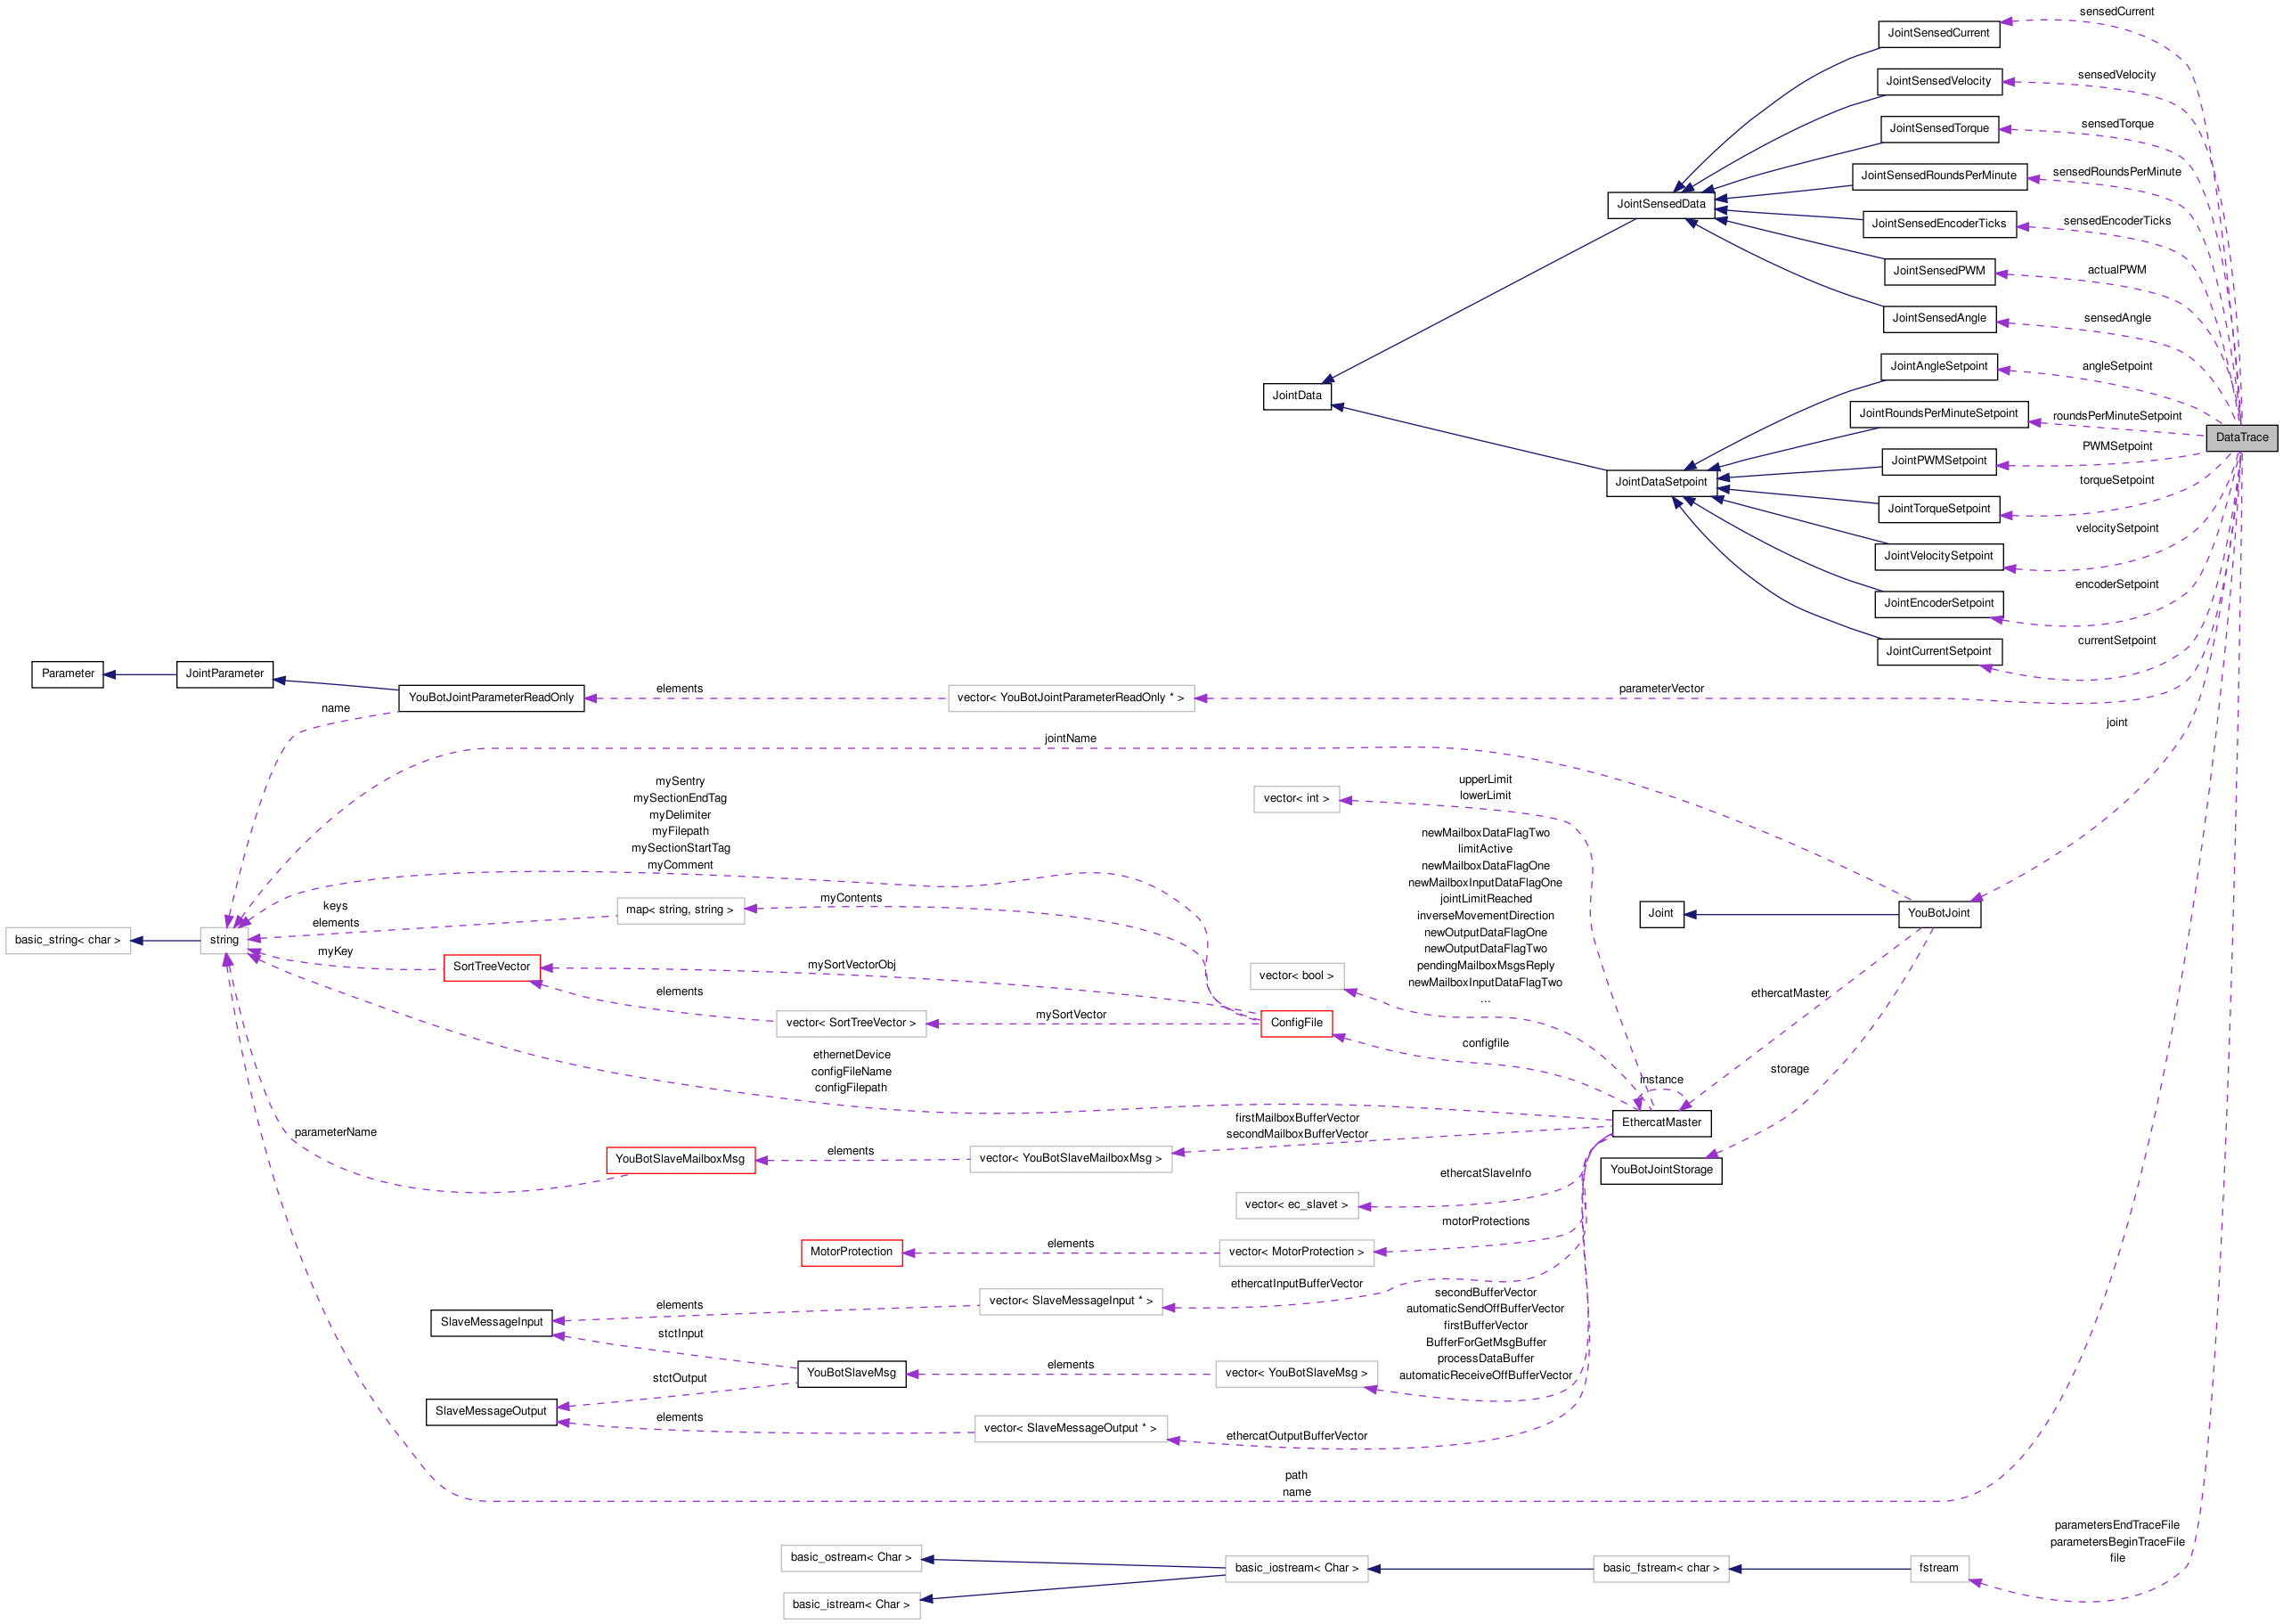 sensedCurrent
JointSensedCurrent
sensedVelocity
JointSensedVelocity
sensedTorque
JointSensedTorque
sensedRoundsPerMinute
JointSensedRoundsPerMinute
JointSensedData
sensedEncoderTicks
JointSensedEncoderTicks
actualPWM
JointSensedPWM
sensedAngle
JointSensedAngle
angleSetpoint
JointAngleSetpoint
JointData
roundsPerMinuteSetpoint
JointRoundsPerMinuteSetpoint
DataTrace
PWMSetpoint
JointPWMSetpoint
torqueSetpoint
JointDataSetpoint
JointTorqueSetpoint
velocitySetpoint
JointVelocitySetpoint
encoderSetpoint
JointEncoderSetpoint
currentSetpoint
JointCurrentSetpoint
Parameter
JointParameter
YouBotJointParameterReadOnly
elements
vector< YouBotJointParameterReadOnly * >
parameterVector
name
joint
jointName
mySentry
mySectionEndTag
myDelimiter
myFilepath
mySectionStartTag
myComment
upperLimit
lowerLimit
vector< int >
newMailboxDataFlagTwo
limitActive
newMailboxDataFlagOne
newMailboxInputDataFlagOne
jointLimitReached
inverseMovementDirection
newOutputDataFlagOne
newOutputDataFlagTwo
pendingMailboxMsgsReply
newMailboxInputDataFlagTwo
...
vector< bool >
Joint
YouBotJoint
myContents
map< string, string >
keys
elements
basic_string< char >
string
myKey
SortTreeVector
mySortVectorObj
elements
vector< SortTreeVector >
mySortVector
ConfigFile
configfile
ethercatMaster
storage
instance
EthercatMaster
YouBotJointStorage
ethernetDevice
configFileName
configFilepath
firstMailboxBufferVector
secondMailboxBufferVector
parameterName
YouBotSlaveMailboxMsg
elements
vector< YouBotSlaveMailboxMsg >
ethercatSlaveInfo
vector< ec_slavet >
motorProtections
MotorProtection
elements
vector< MotorProtection >
ethercatInputBufferVector
vector< SlaveMessageInput * >
elements
SlaveMessageInput
stctInput
secondBufferVector
automaticSendOffBufferVector
firstBufferVector
BufferForGetMsgBuffer
processDataBuffer
automaticReceiveOffBufferVector
YouBotSlaveMsg
elements
vector< YouBotSlaveMsg >
stctOutput
SlaveMessageOutput
elements
vector< SlaveMessageOutput * >
ethercatOutputBufferVector
path
name
parametersEndTraceFile
parametersBeginTraceFile
file
basic_ostream< Char >
basic_iostream< Char >
basic_fstream< char >
fstream
basic_istream< Char >